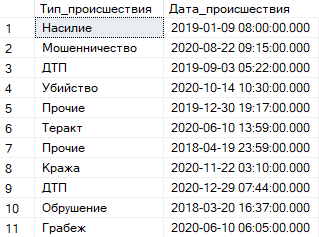 Тип_происшествия Дата_происшествия
1 Насилие 2019-01-09 08:00:00.000
2 Мошенничество 2020-08-22 09:15:00.000
3 ДТП 2019-09-03 05:22:00.000
4 Убийство 2020-10-14 10:30:00.000
5 Прочие 2019-12-30 19:17:00.000
6 Теракт 2020-06-10 13:59:00.000
7 Прочие 2018-04-19 23:59:00.000
8 Кража 2020-11-22 03:10:00.000
9 ДТП 2020-12-29 07:44:00.000
10 Обрушение 2018-03-20 16:37:00.000
11 Грабеж 2020-06-10 06:05:00.000